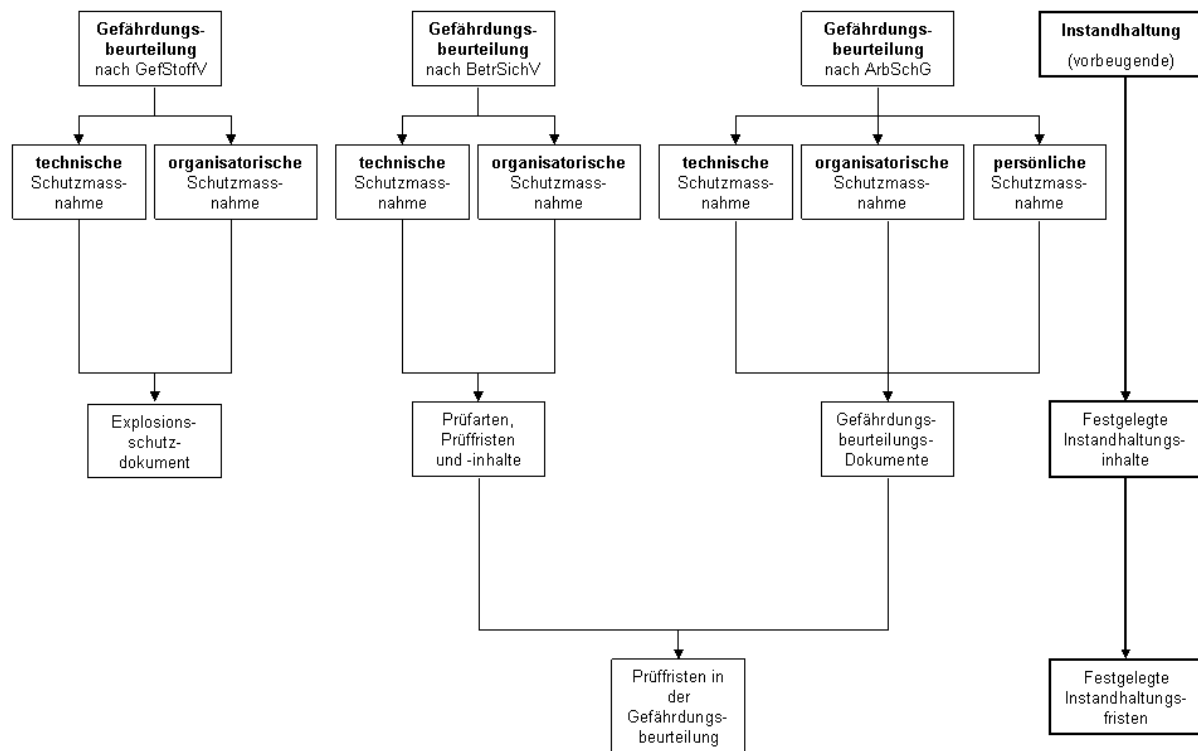 Gefährdungs-
beurteilung
nach GefStoffV
Gefährdungs-
beurteilung
nach BetrSichV
Gefährdungs-
beurteilung
nach ArbSchG
Instandhaltung
(vorbeugende)
technische
Schutzmass-
nahme
organisatorische
Schutzmass-
nahme
technische
Schutzmass-
nahme
organisatorische
Schutzmass-
nahme
technische
Schutzmass-
nahme
organisatorische
Schutzmass-
nahme
persönliche
Schutzmass-
nahme
Explosions-
schutz-
dokument
Prüfarten,
Prüffristen
und -inhalte
Gefährdungs-
beurteilungs-
Dokumente
Festgelegte
Instandhaltungs-
inhalte
Prüffristen in
der
Gefährdungs-
beurteilung
Festgelegte
Instandhaltungs-
fristen